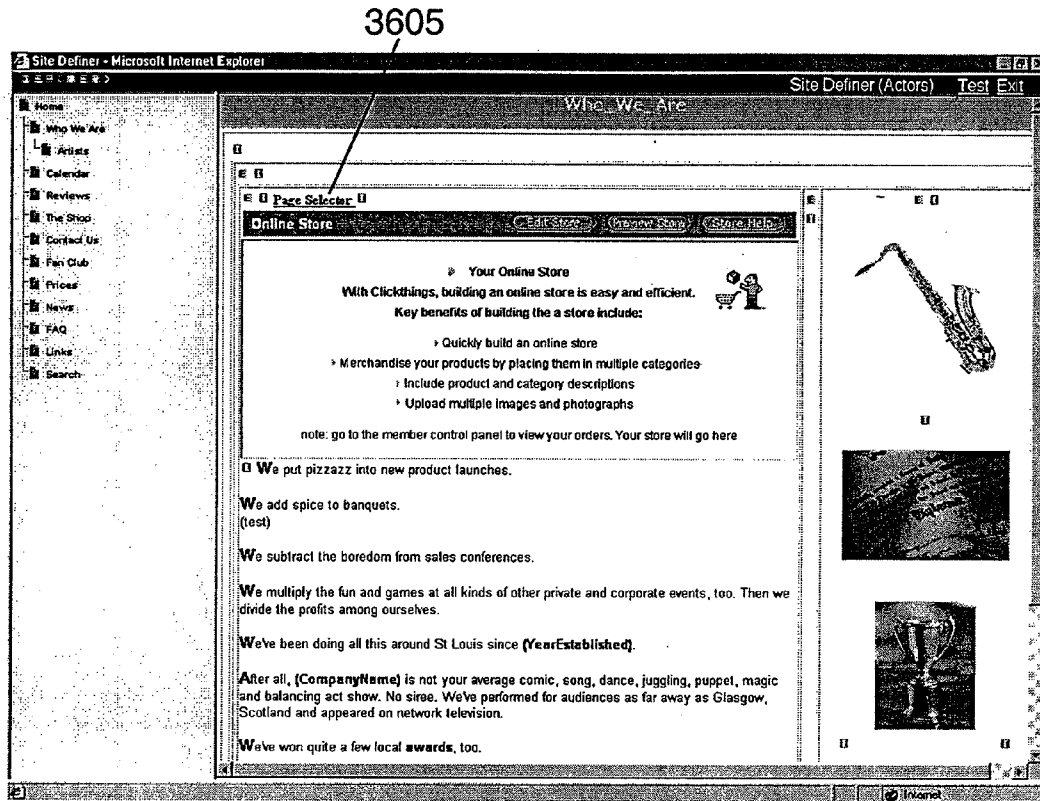 3605
Site Definer - Microsoft Internet Explorer
Site Definer (Actors) Test Exit
Home
Who We Are
Artists
Calendar
Reviews
The Shop
Contact Us
Fan Club
Prices
News
FAQ
Links
Search
Who_We_Are
Page Selector
Online Store Edit Store Preview Store Store Help
Your Online Store
With Clickthings, building an online store is easy and efficient.
Key benefits of building the a store include:
Quickly build an online store
Merchandise your products by placing them in multiple categories
Include product and category descriptions
Upload multiple images and photographs
note: go to the member control panel to view your orders. Your store will go here
We put pizzazz into new product launches.
We add spice to banquets.
(test)
We subtract the boredom from sales conferences.
We multiply the fun and games at all kinds of other private and corporate events, too. Then we
divide the profits among ourselves.
We've been doing all this around St Louis since (YearEstablished).
After all, (CompanyName) is not your average comic, song, dance, juggling, puppet, magic
and balancing act show. No siree. We've performed for audiences as far away as Glasgow,
Scotland and appeared on network television.
We've won quite a few local awards, too.
Diploma
Internet